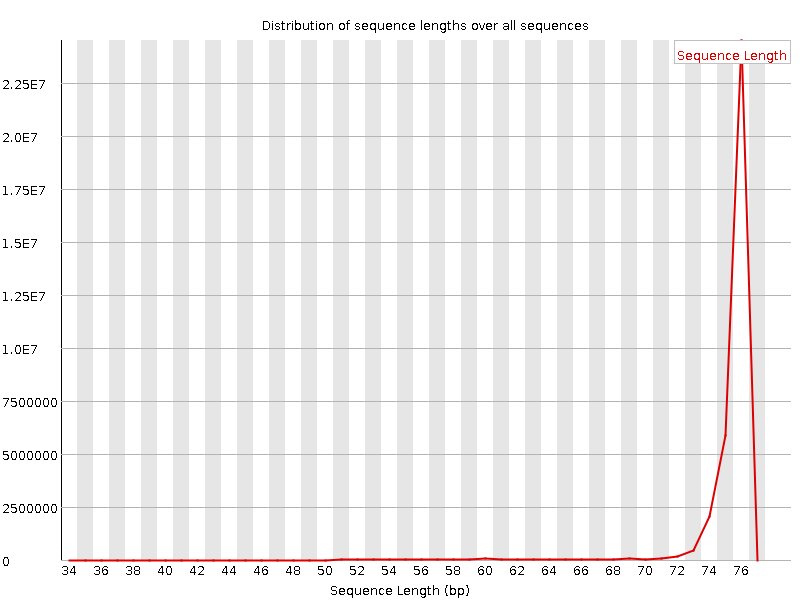 Distribution of sequence lengths over all sequences
Sequence Length
2.25E7
2.0E7
1.75E7
1.5E7
1.25E7
1.0E7
7500000
5000000
2500000
0
34 36 38 40 42 44 46 48 50 52 54 56 58 60 62 64 66 68 70 72 74 76
Sequence Length (bp)